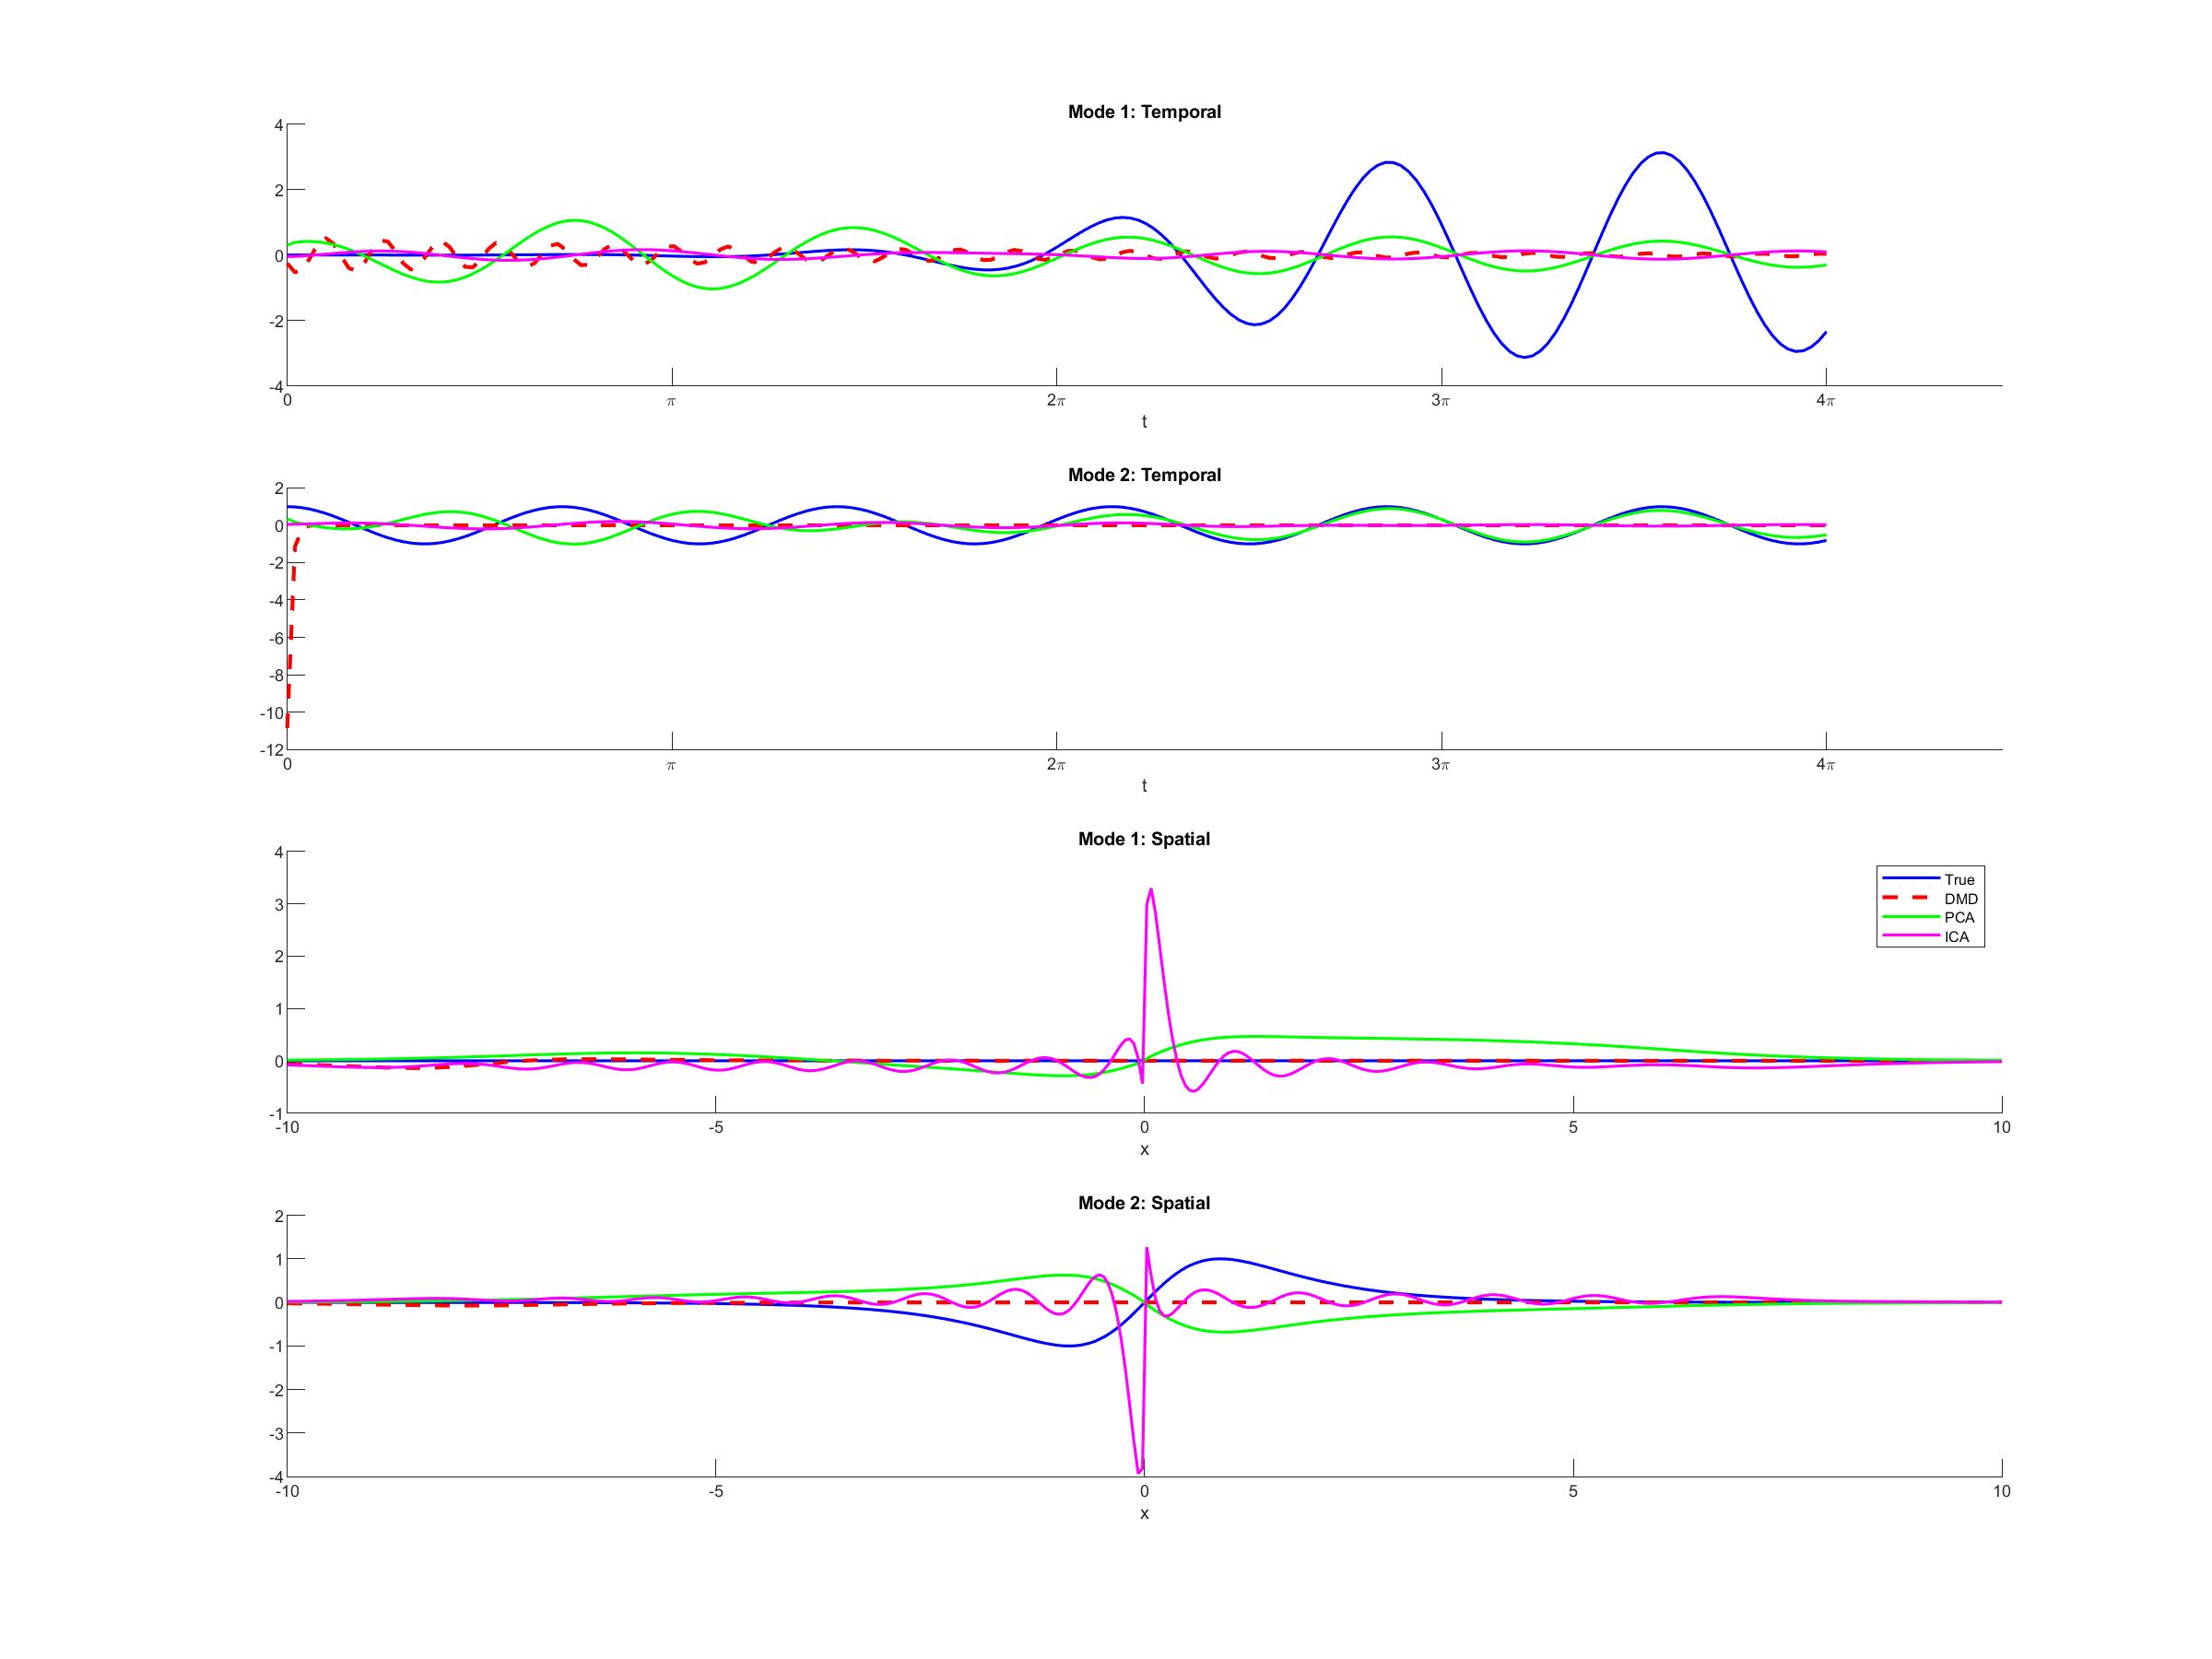 Mode 1: Temporal
4
2
0
-2
-4
0 π 2π 3π 4π
t
Mode 2: Temporal
2
0
-2
-4
-6
-8
-10
-12
0 π 2π 3π 4π
t
Mode 1: Spatial
4
3
2
1
0
-1
True
DMD
PCA
ICA
-10 -5 0 5 10
x
Mode 2: Spatial
2
1
0
-1
-2
-3
-4
-10 -5 0 5 10
x